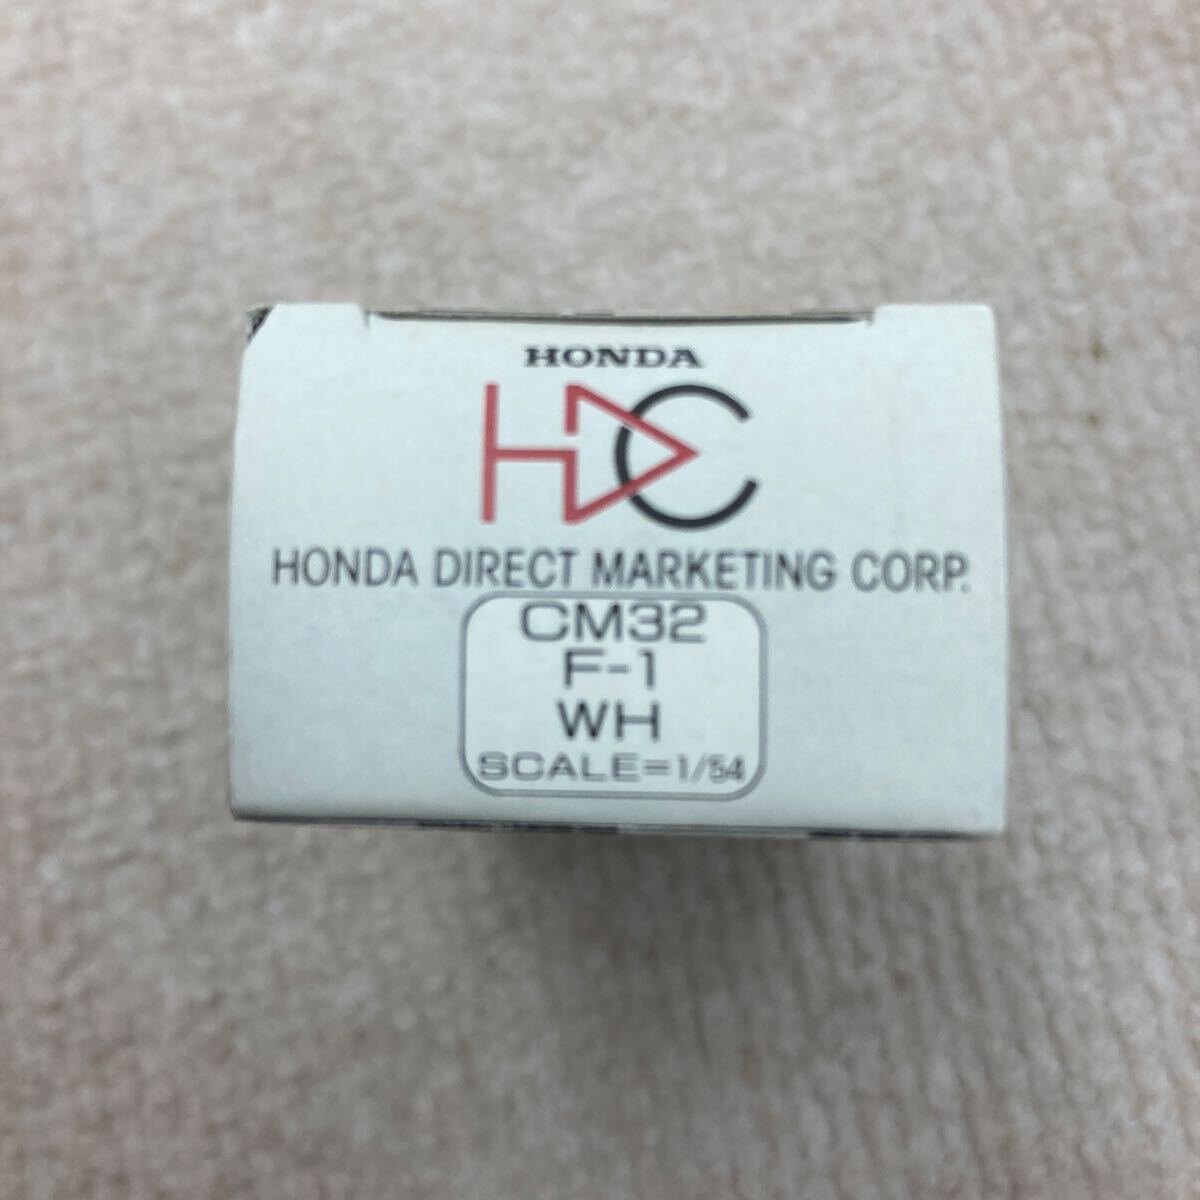 HONDA
HDC
HONDA DIRECT MARKETING CORP.
CM32
F-1
WH
SCALE=1/54